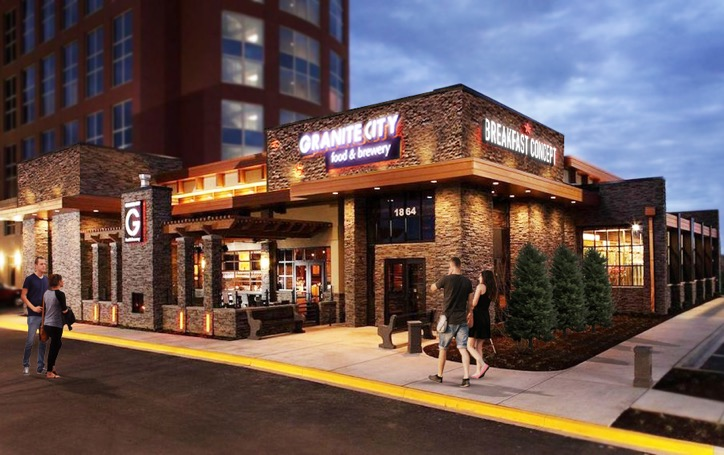 GRANITE CITY
food & brewery
BREAKFAST CONCEPT
1864
G